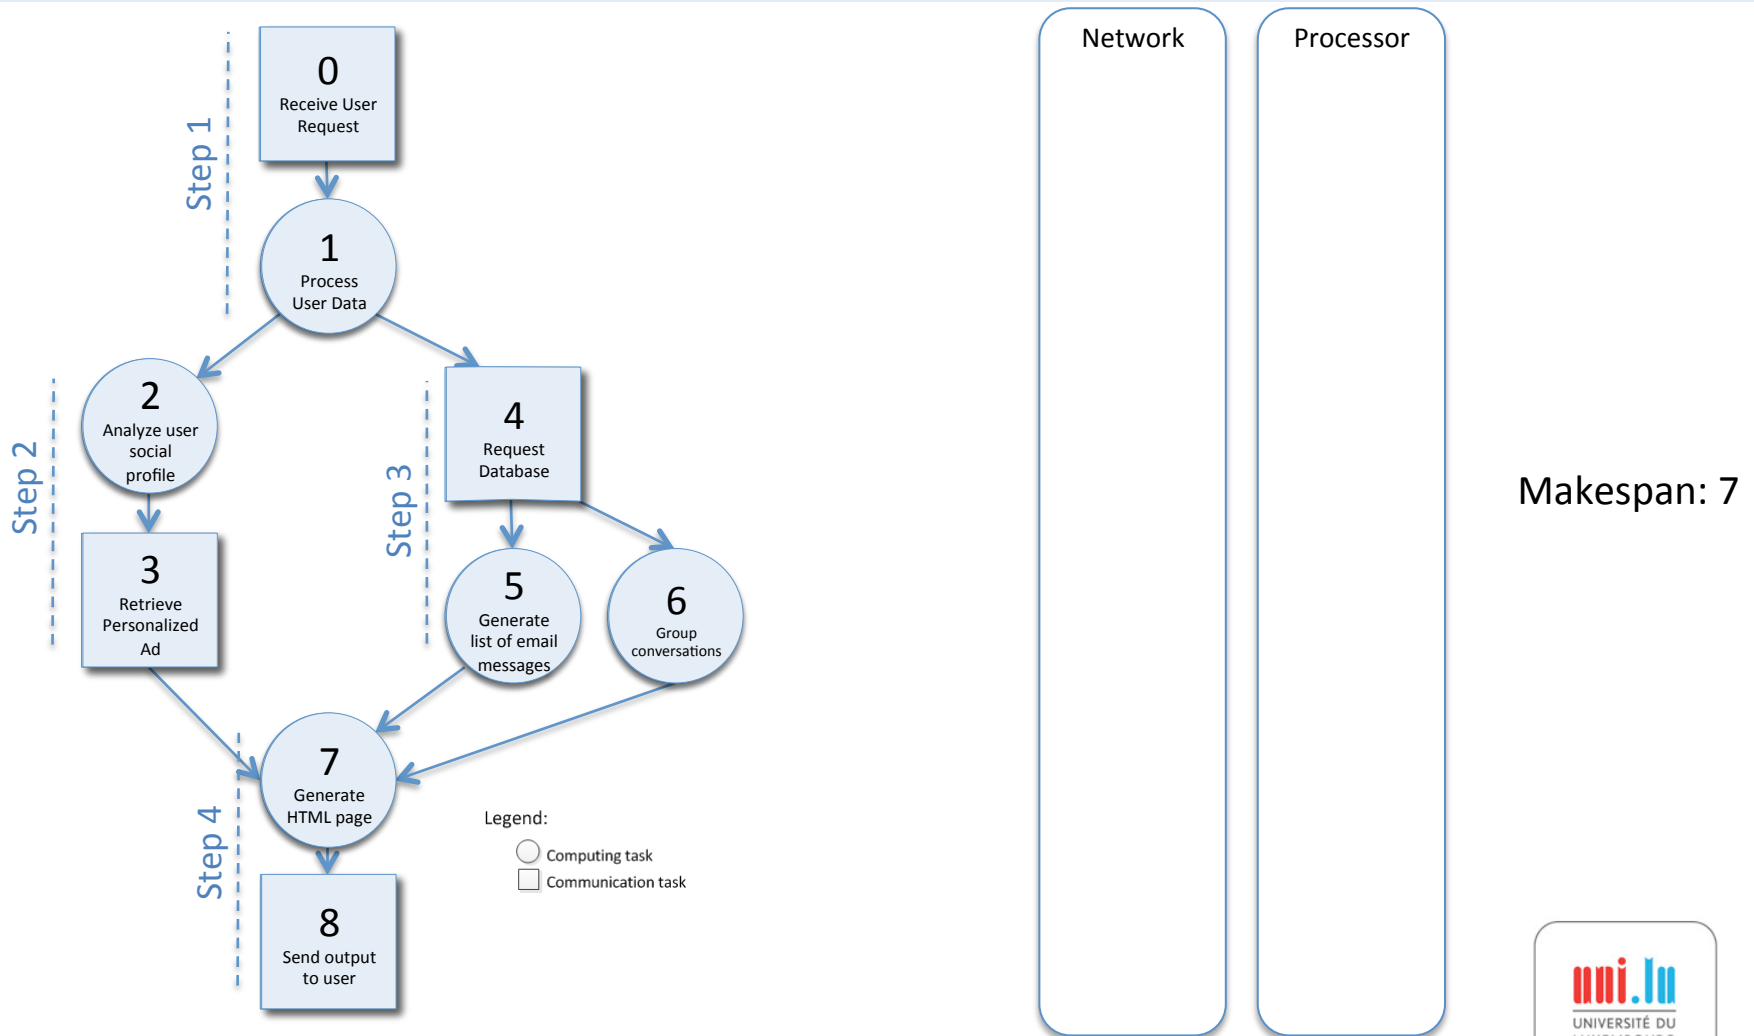 Step 1
0
Receive User
Request
1
Process
User Data
Step 2
2
Analyze user
social
profile
3
Retrieve
Personalized
Ad
Step 3
4
Request
Database
5
Generate
list of email
messages
6
Group
conversations
Step 4
7
Generate
HTML page
8
Send output
to user
Legend:
Computing task
Communication task
Network
Processor
Makespan: 7
uni.lu
UNIVERSITÉ DU